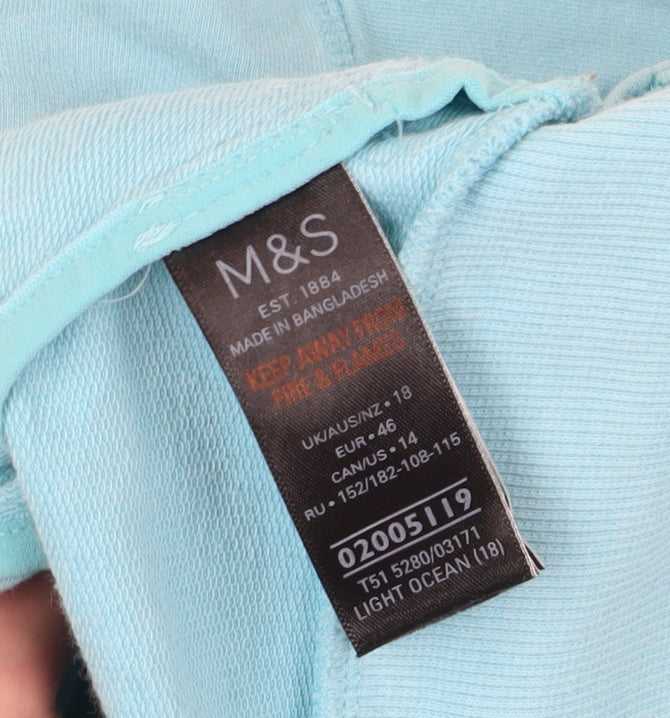 M&S
EST. 1884
MADE IN BANGLADESH
KEEP AWAY FROM
FIRE & FLAMES
UK/AUS/NZ • 18
EUR • 46
CAN/US • 14
RU • 152/182-108-115
02005119
T51 5280/03171
LIGHT OCEAN (18)